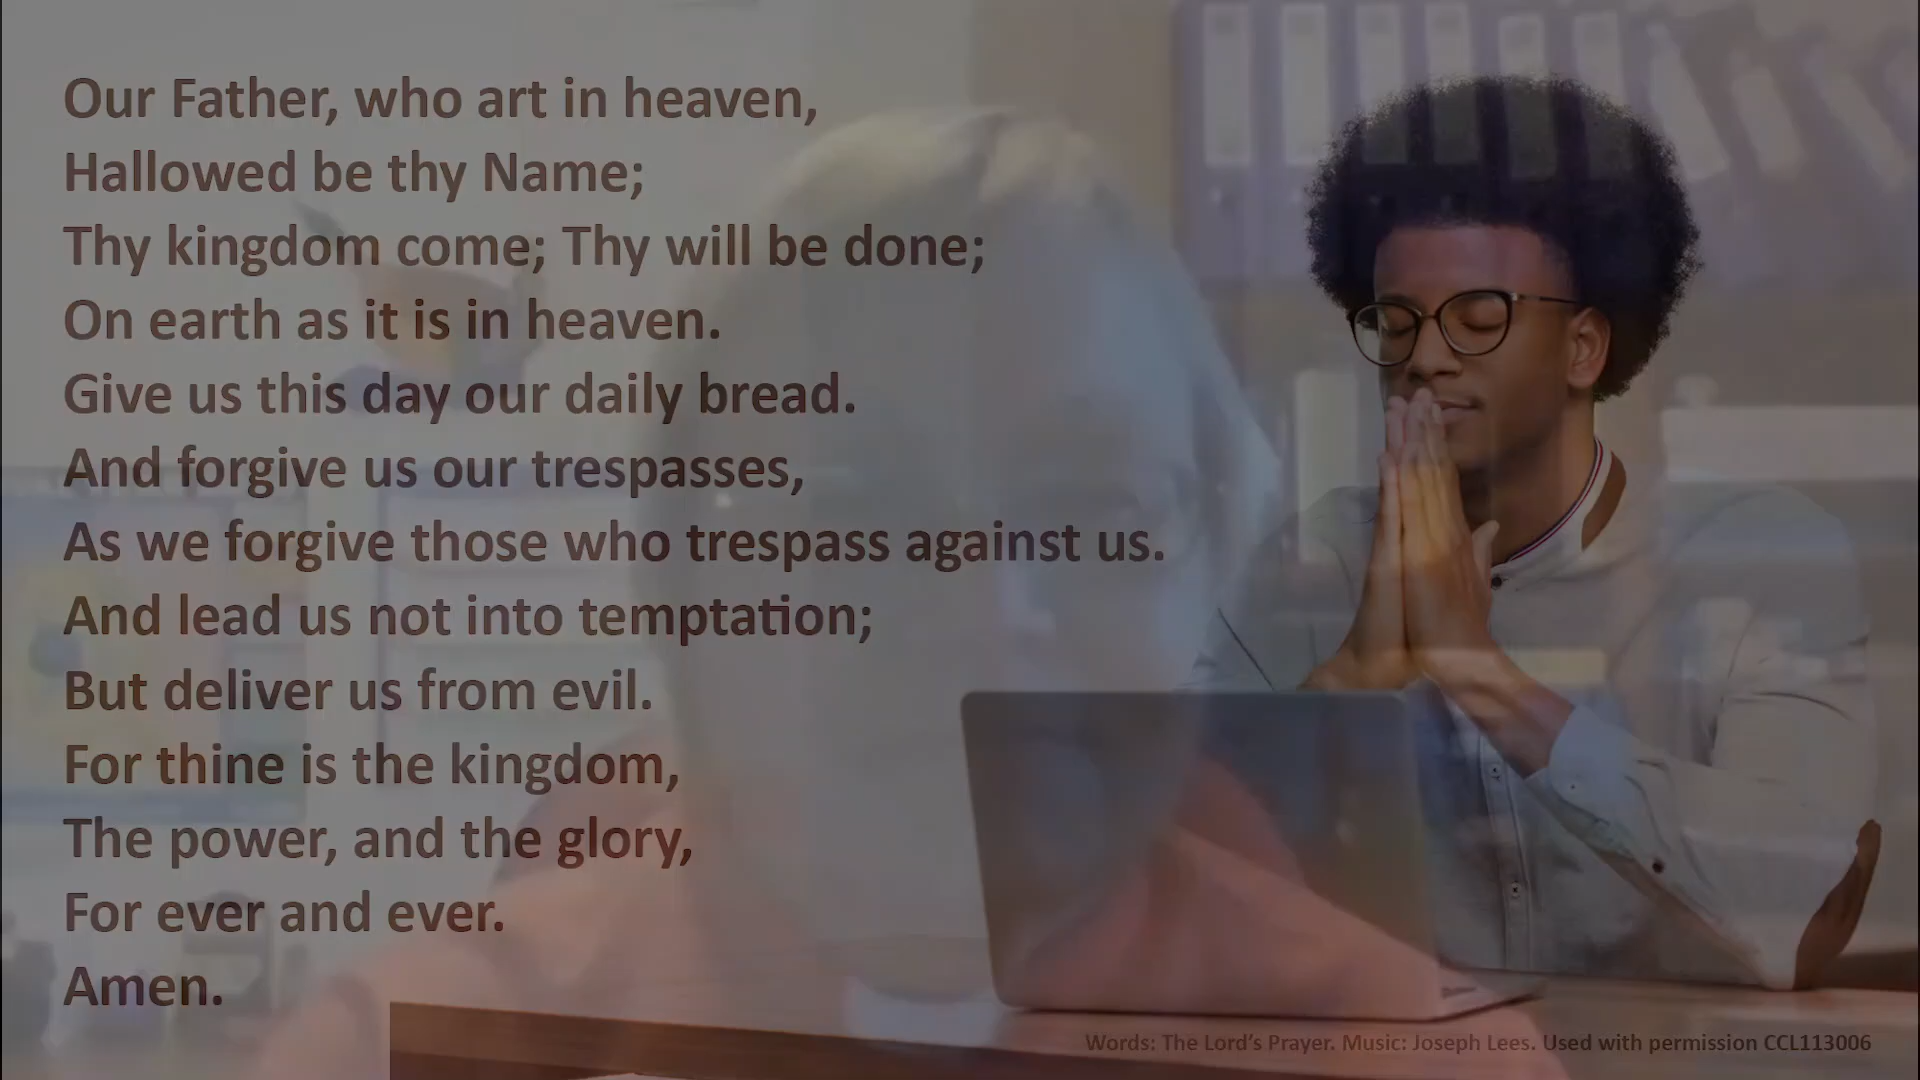 Our Father, who art in heaven,
Hallowed be thy Name;
Thy kingdom come; Thy will be done;
On earth as it is in heaven.
Give us this day our daily bread.
And forgive us our trespasses,
As we forgive those who trespass against us.
And lead us not into temptation;
But deliver us from evil.
For thine is the kingdom,
The power, and the glory,
For ever and ever.
Amen.
Words: The Lord's Prayer. Music: Joseph Lees. Used with permission CCL113006